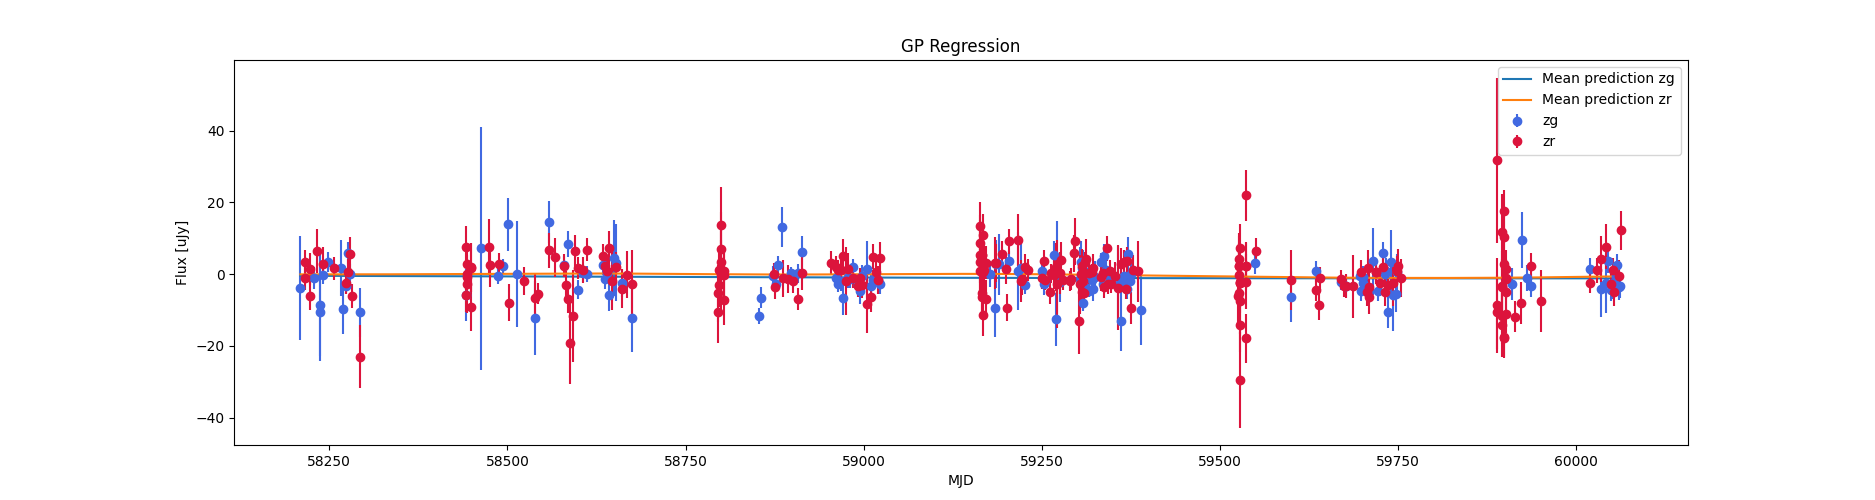 GP Regression
Mean prediction zg
Mean prediction zr
zg
zr
Flux [uJy]
40
20
0
−20
−40
58250
58500
58750
59000
59250
59500
59750
60000
MJD